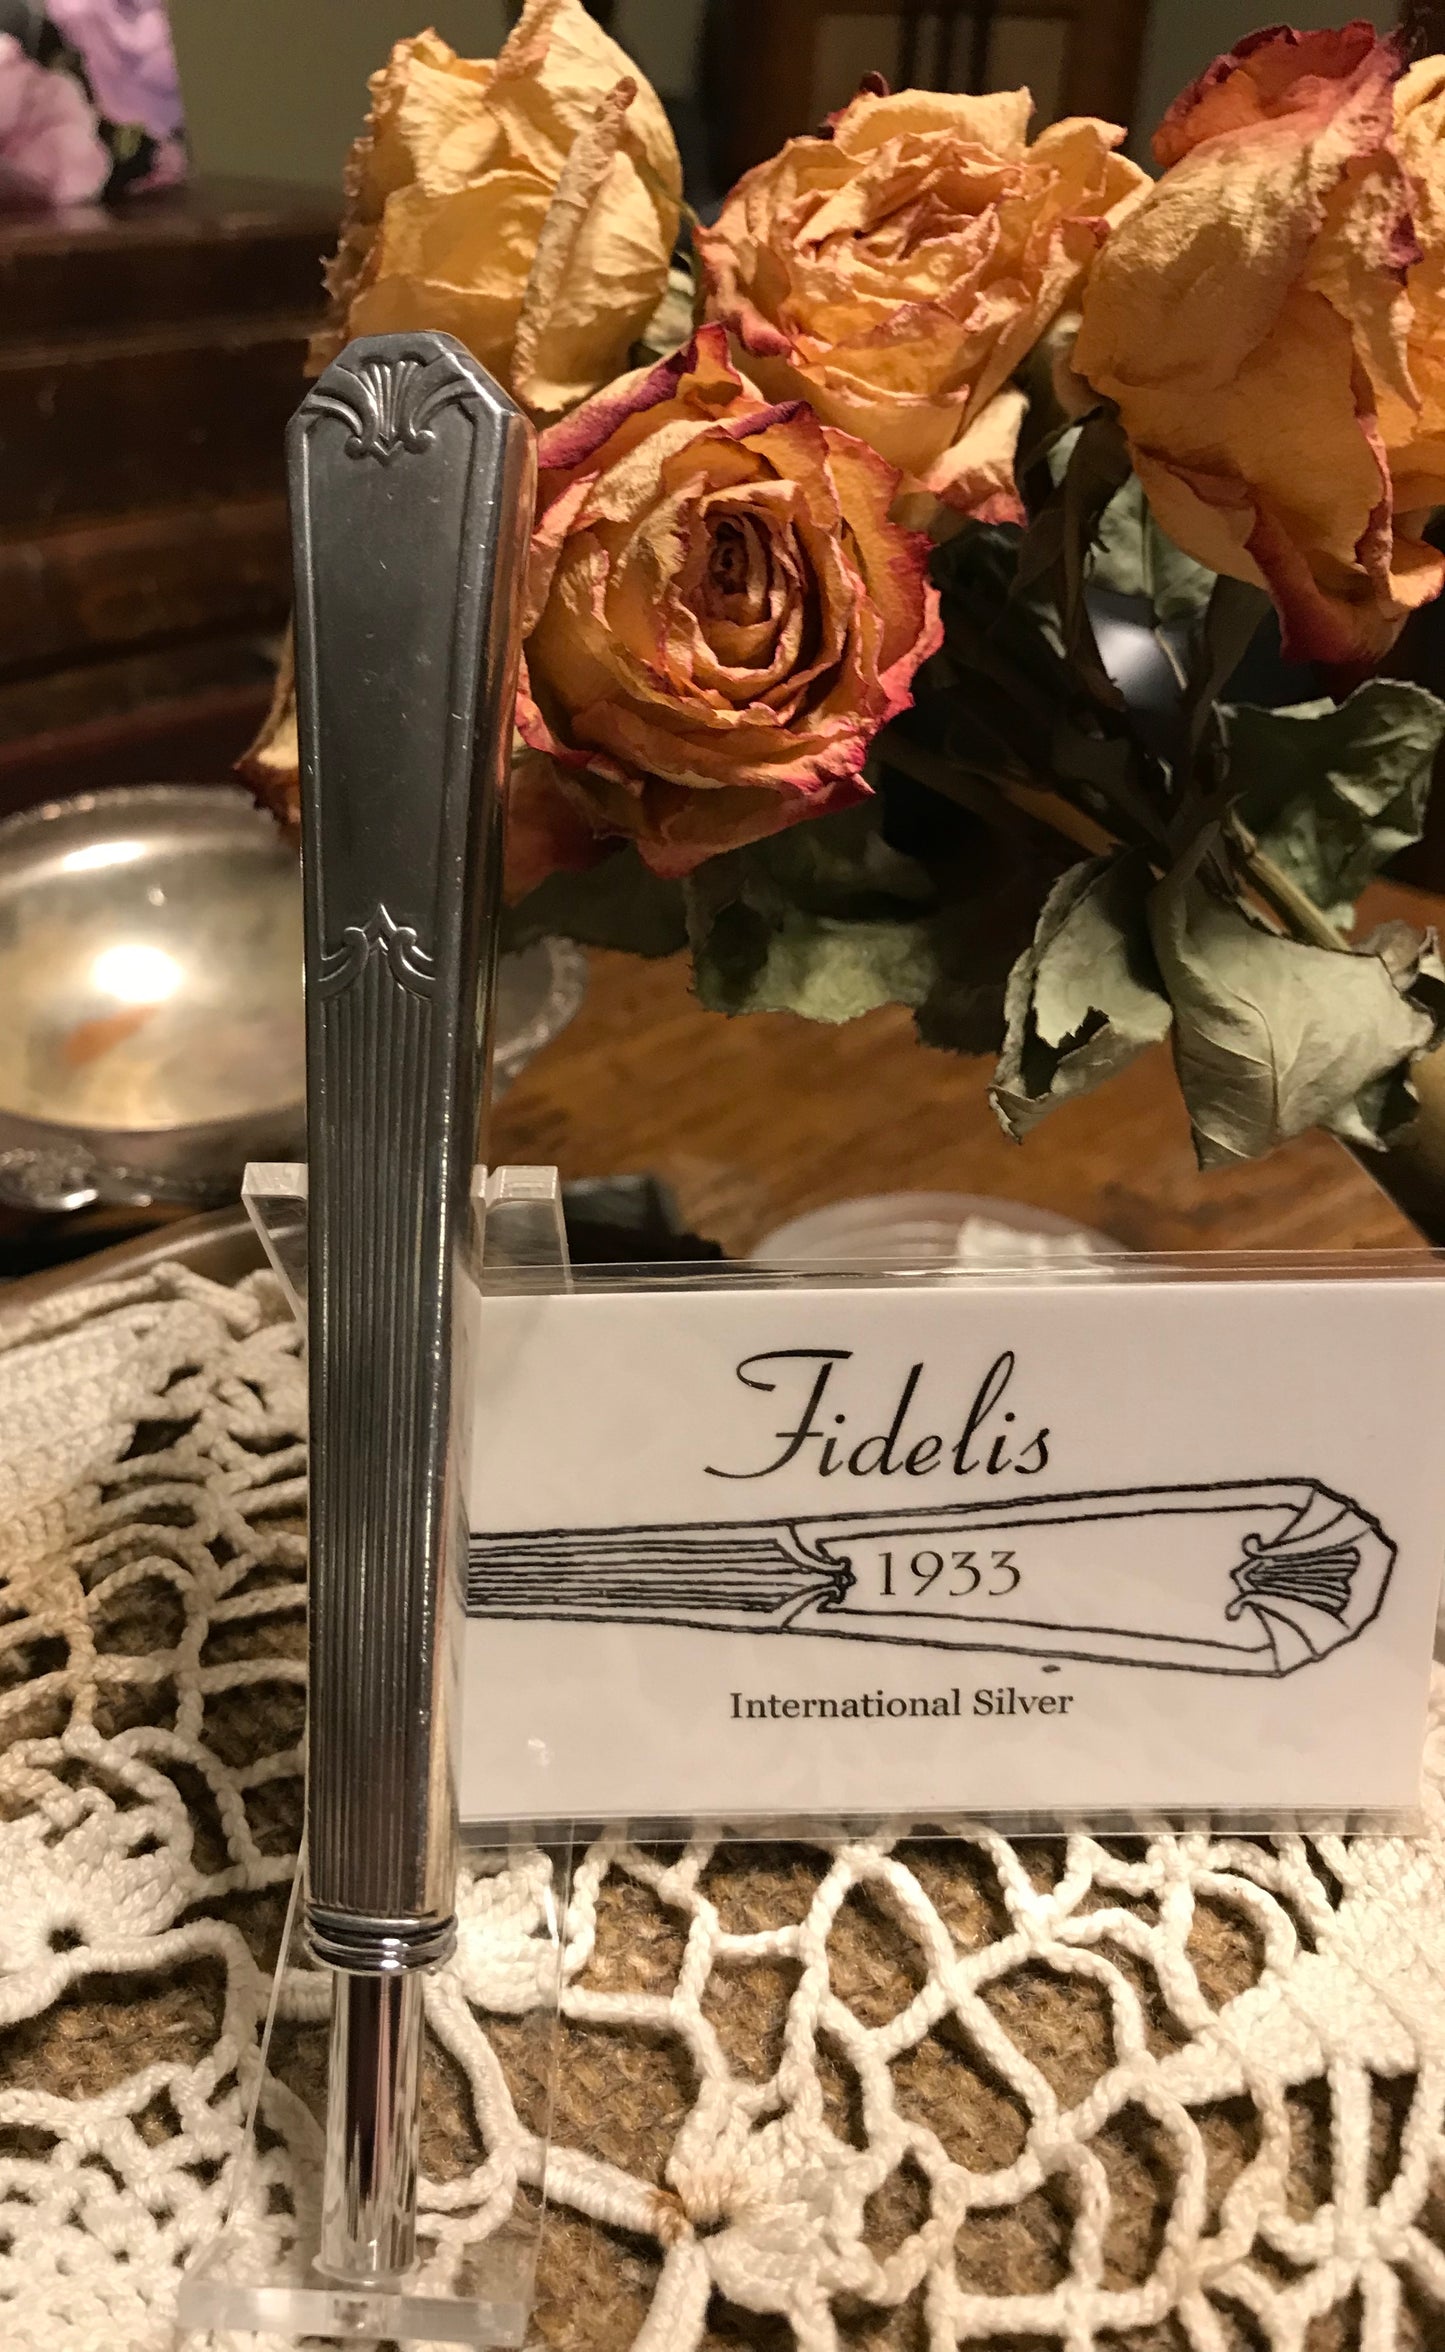 Fidelis
1933
International Silver